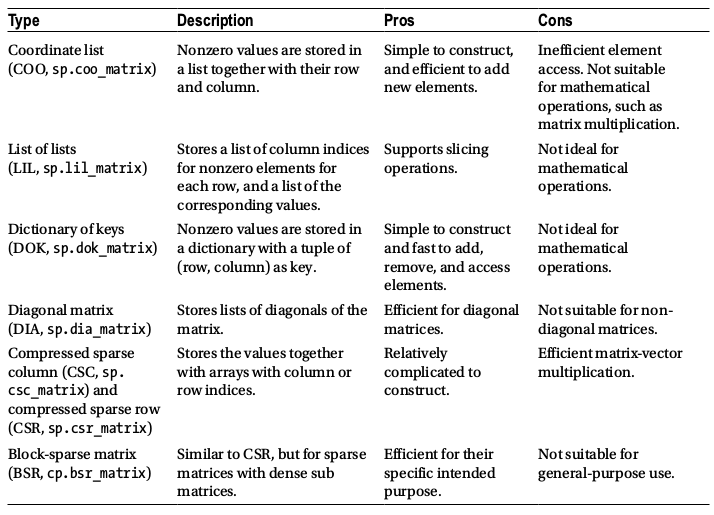 Type Description Pros Cons
Coordinate list Nonzero values are stored in Simple to construct, Inefficient element
(COO, sp.coo_matrix) a list together with their row and efficient to add access. Not suitable
and column. new elements. for mathematical
operations, such as
matrix multiplication.
List of lists Stores a list of column indices Supports slicing Not ideal for
(LIL, sp.lil_matrix) for nonzero elements for operations. mathematical
each row, and a list of the operations.
corresponding values.
Dictionary of keys Nonzero values are stored in Simple to construct Not ideal for
(DOK, sp.dok_matrix) a dictionary with a tuple of and fast to add, mathematical
(row, column) as key. remove, and access operations.
elements.
Diagonal matrix Stores lists of diagonals of the Efficient for diagonal Not suitable for non-
(DIA, sp.dia_matrix) matrix. matrices. diagonal matrices.
Compressed sparse Stores the values together Relatively Efficient matrix-vector
column (CSC, sp. with arrays with column or complicated to multiplication.
csc_matrix) and row indices. construct.
compressed sparse row
(CSR, sp.csr_matrix)
Block-sparse matrix Similar to CSR, but for sparse Efficient for their Not suitable for
(BSR, cp.bsr_matrix) matrices with dense sub specific intended general-purpose use.
matrices. purpose.